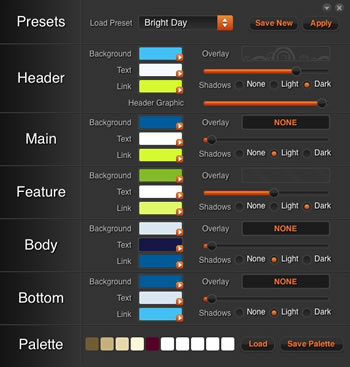 Presets Load Preset Bright Day Save New Apply
Background Overlay
Header Text
Link Shadows None Light Dark
Header Graphic
Background Overlay NONE
Main Text
Link Shadows None Light Dark
Background Overlay
Feature Text
Link Shadows None Light Dark
Background Overlay NONE
Body Text
Link Shadows None Light Dark
Background Overlay NONE
Bottom Text
Link Shadows None Light Dark
Palette Load Save Palette